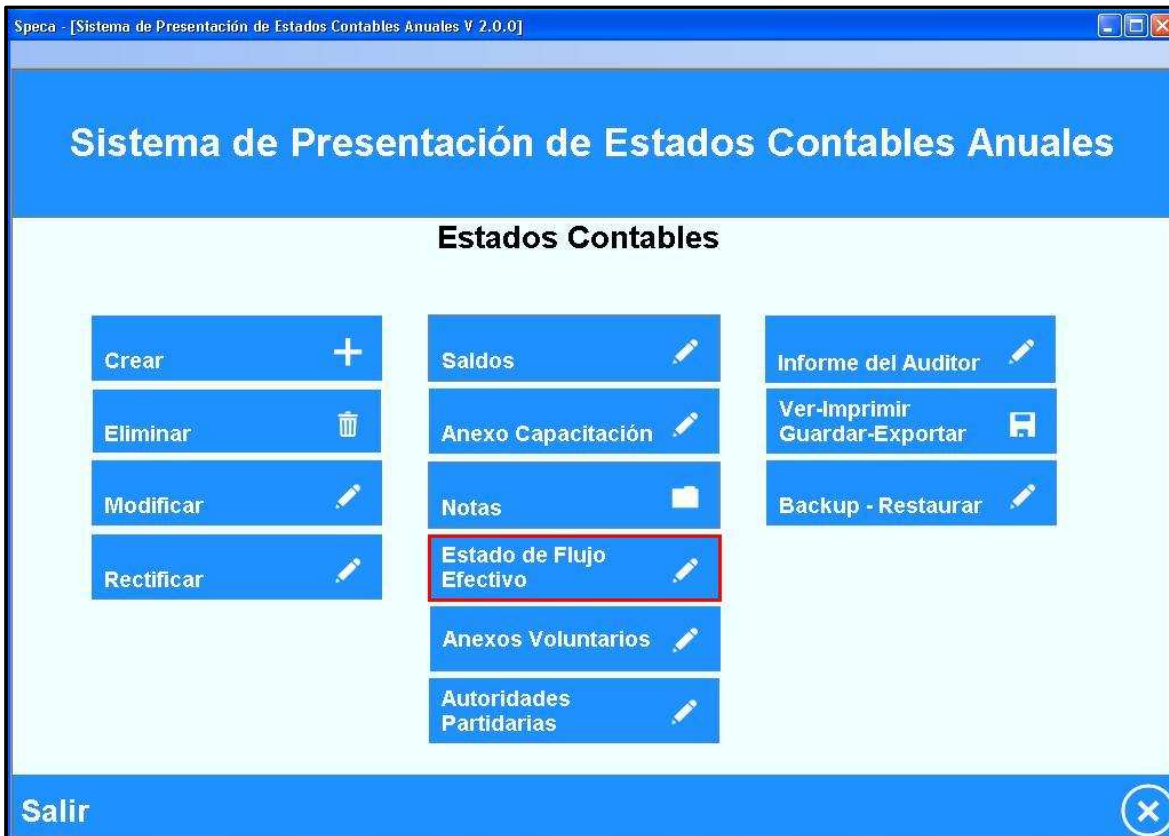 Speca - [Sistema de Presentación de Estados Contables Anuales V 2.0.0]
Sistema de Presentación de Estados Contables Anuales
Estados Contables
Crear
Eliminar
Modificar
Rectificar
Saldos
Anexo Capacitación
Notas
Estado de Flujo
Efectivo
Anexos Voluntarios
Autoridades
Partidarias
Informe del Auditor
Ver-Imprimir
Guardar-Exportar
Backup - Restaurar
Salir